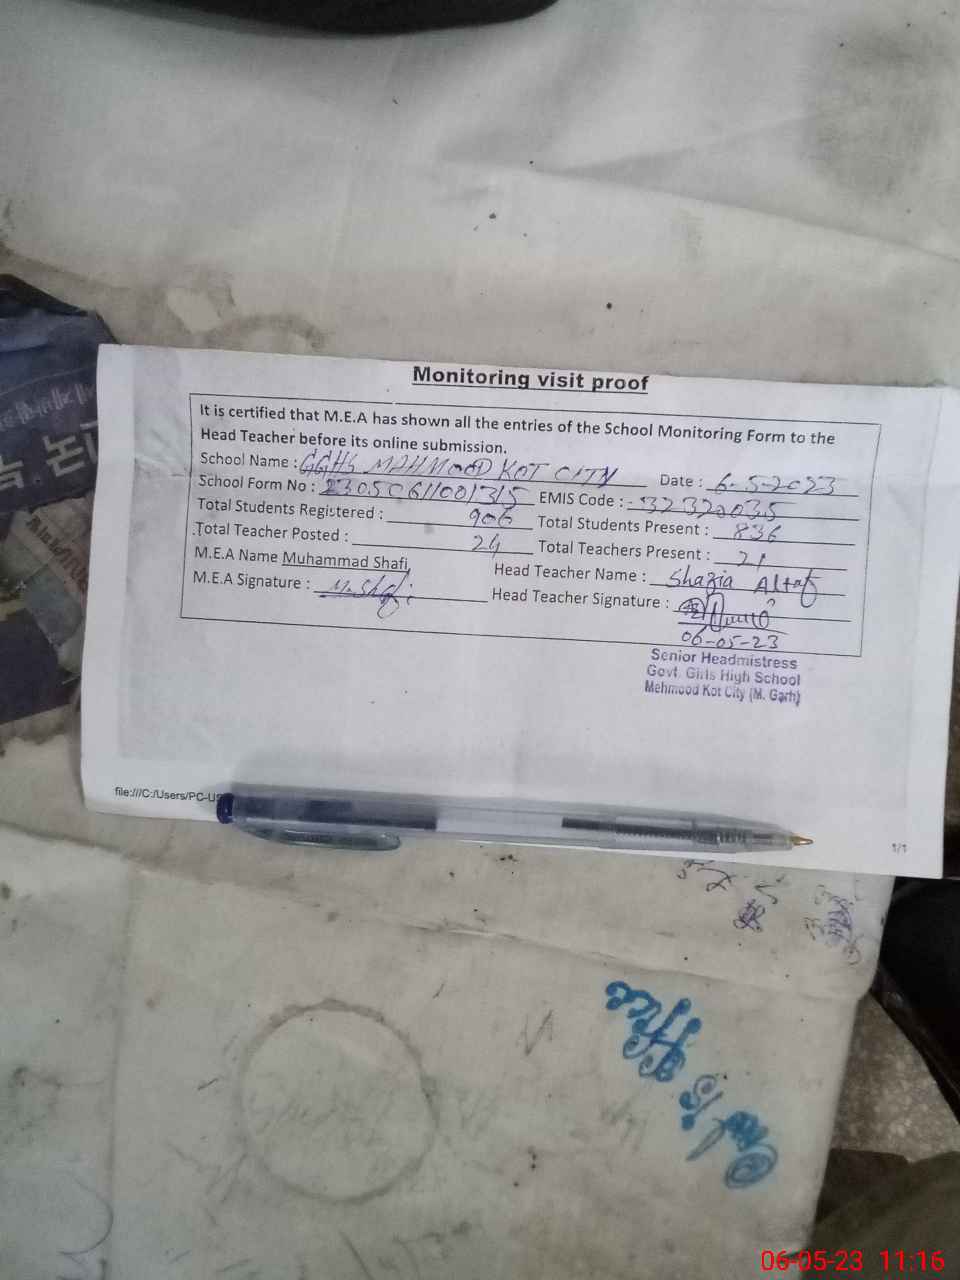 Monitoring visit proof
It is certified that M.E.A has shown all the entries of the School Monitoring Form to the
Head Teacher before its online submission.
School Name : GGHS MAHMOOD KOT CITY Date : 6-5-2023
School Form No : 23050611001315 EMIS Code : 32320035
Total Students Registered : 906 Total Students Present : 836
Total Teacher Posted : 24 Total Teachers Present : 21
M.E.A Name Muhammad Shafi Head Teacher Name : Shazia Altaf
M.E.A Signature : M.Shafi Head Teacher Signature :
06-05-23
Senior Headmistress
Govt. Girls High School
Mehmood Kot City (M. Garh)
file:///C:/Users/PC-US
1/1
Office
06-05-23 11:16